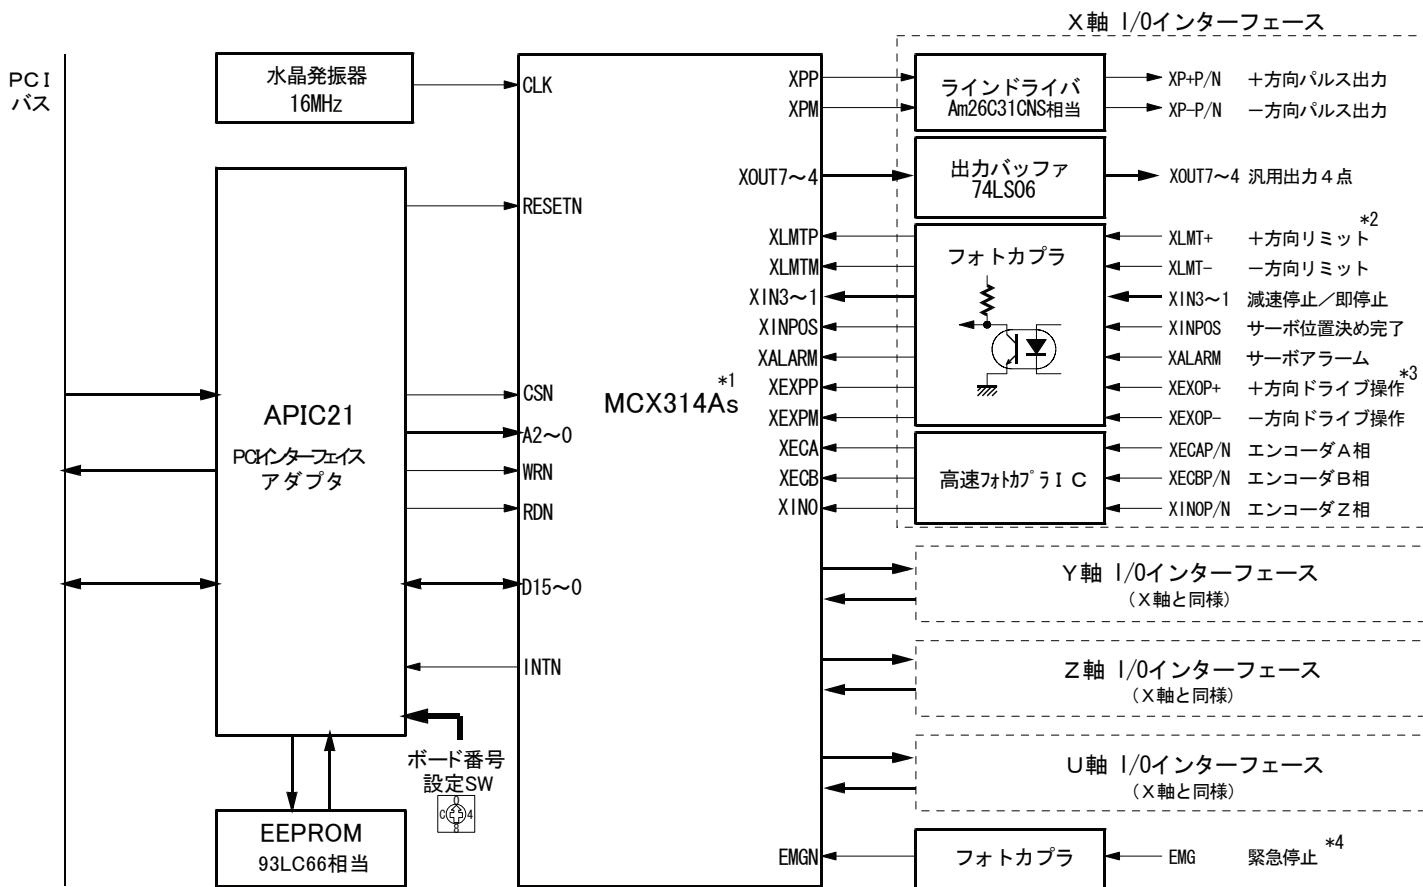 X軸 I/Oインターフェース
PCI
バス
水晶発振器
16MHz
CLK
RESETN
CSN
A2～0
WRN
RDN
D15～0
INTN
APIC21
PCIインターフェイス
アダプタ
ボード番号
設定SW
0
C 4
8
EEPROM
93LC66相当
MCX314As *1
XPP
XPM
XOUT7～4
XLMTP
XLMTM
XIN3～1
XINPOS
XALARM
XEXPP
XEXPM
XECA
XECB
XIN0
EMGN
ラインドライバ
Am26C31CNS相当
出力バッファ
74LS06
フォトカプラ
高速フォトカプラIC
XP+P/N ＋方向パルス出力
XP-P/N －方向パルス出力
XOUT7～4 汎用出力４点
XLMT+ ＋方向リミット *2
XLMT- －方向リミット
XIN3～1 減速停止／即停止
XINPOS サーボ位置決め完了
XALARM サーボアラーム
XEXOP+ ＋方向ドライブ操作 *3
XEXOP- －方向ドライブ操作
XECAP/N エンコーダA相
XECBP/N エンコーダB相
XINOP/N エンコーダZ相
Y軸 I/Oインターフェース
（X軸と同様）
Z軸 I/Oインターフェース
（X軸と同様）
U軸 I/Oインターフェース
（X軸と同様）
フォトカプラ
EMG 緊急停止 *4